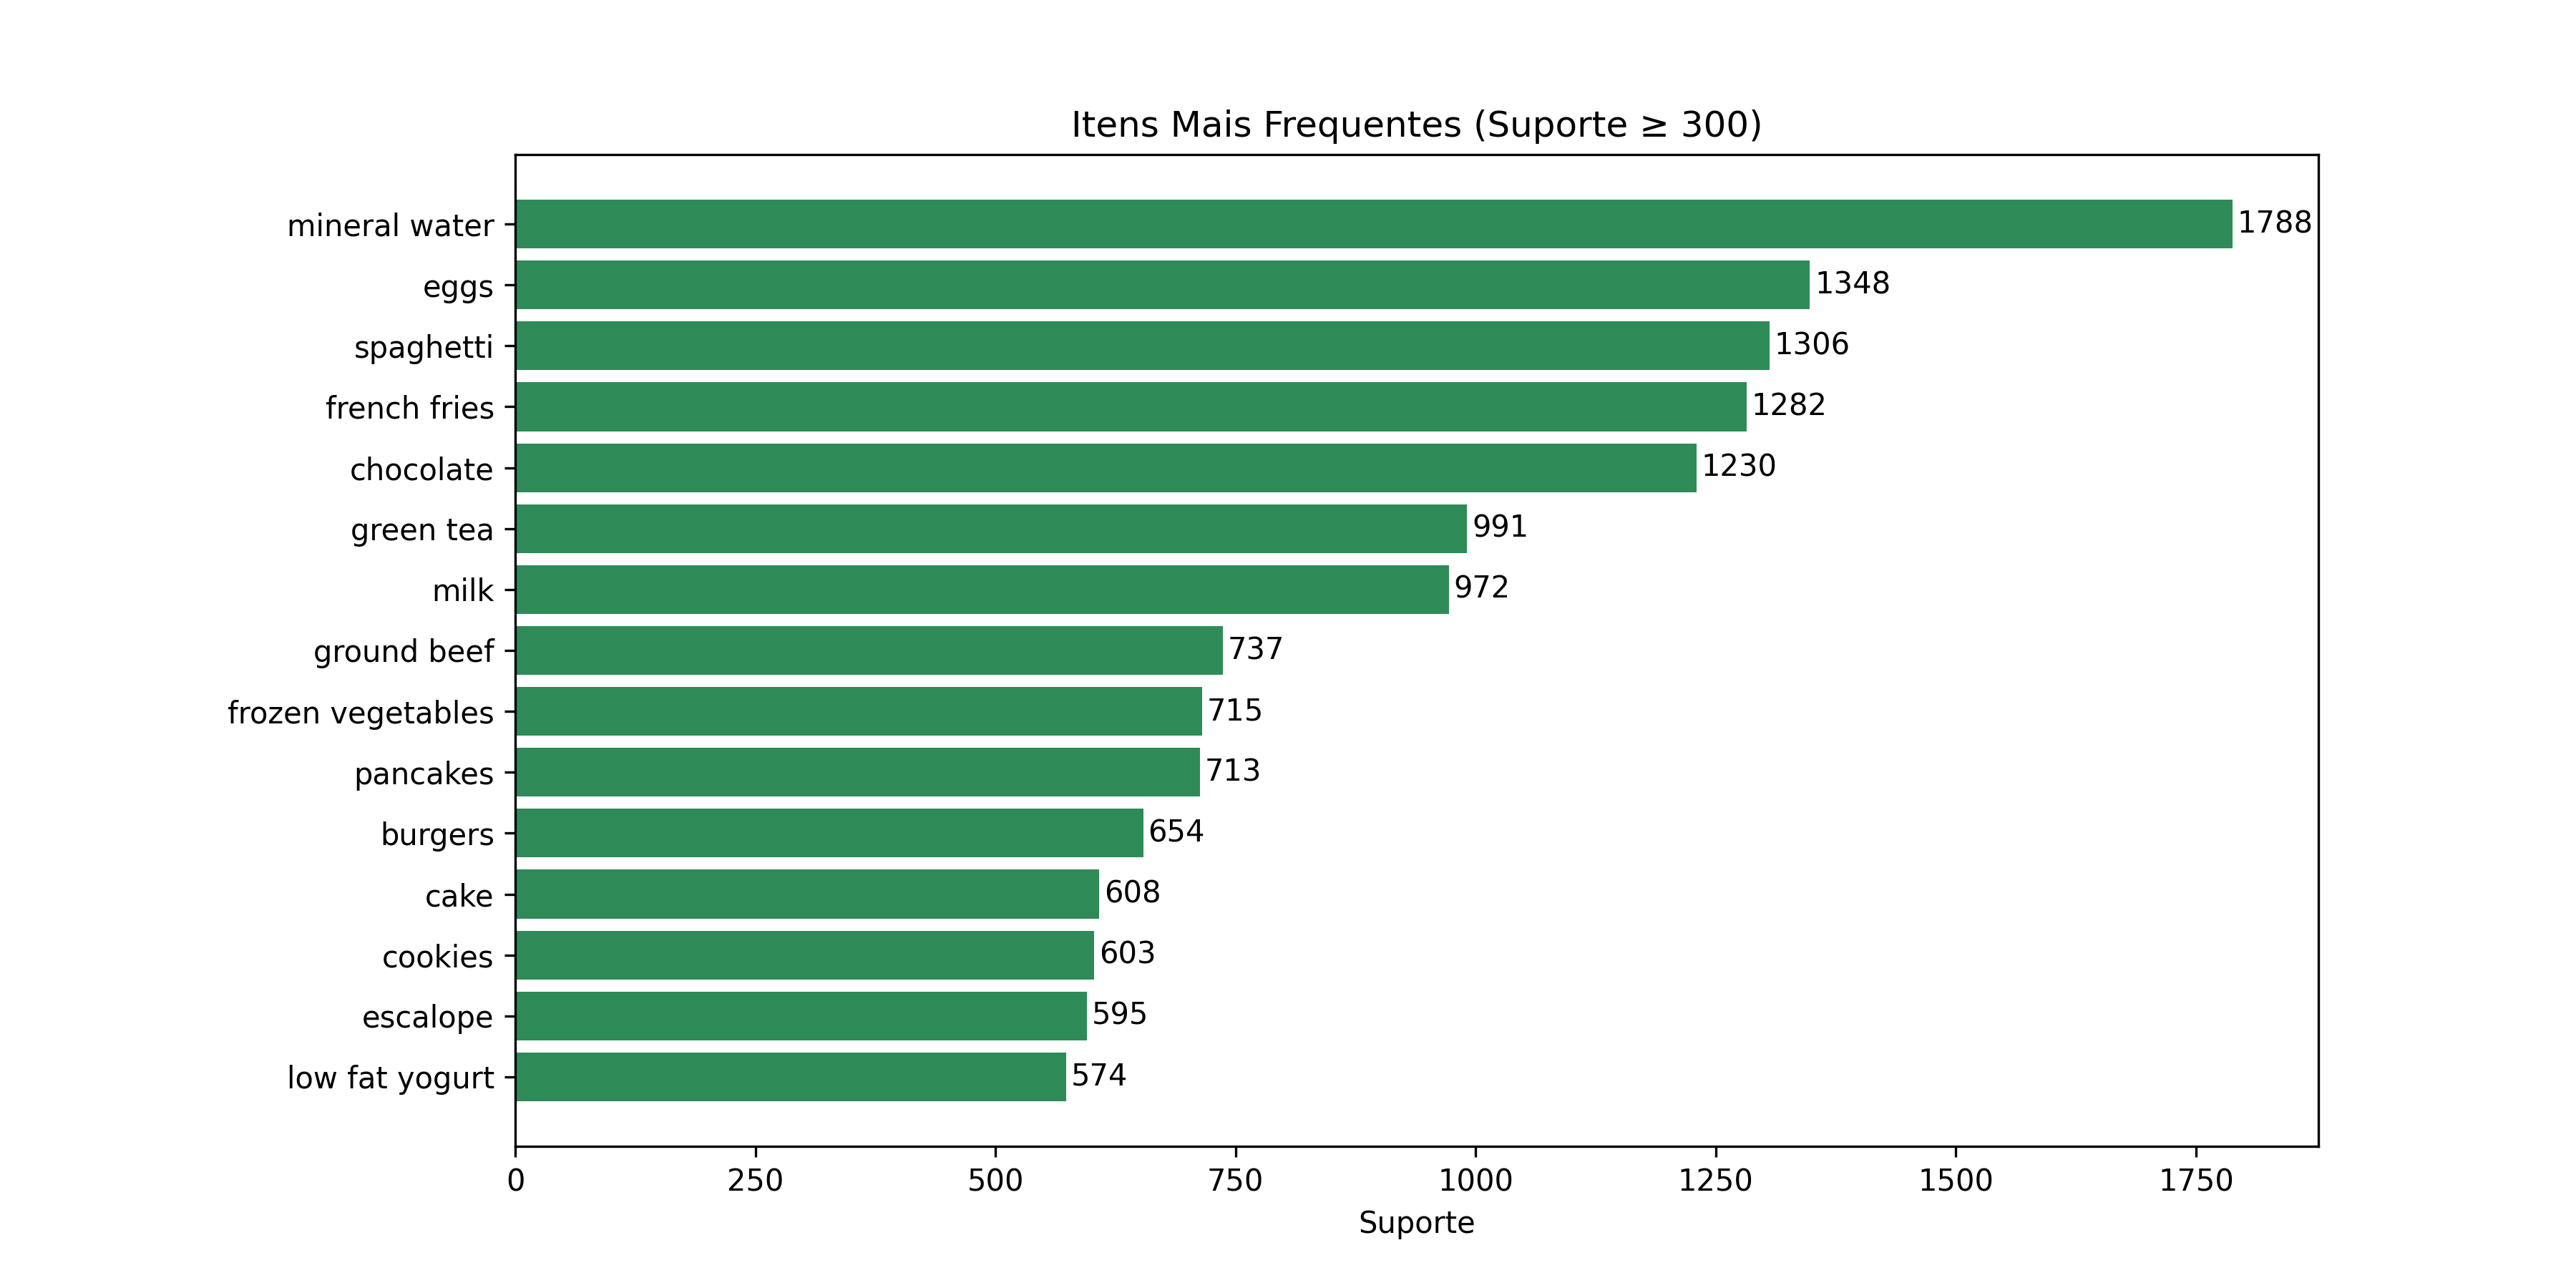 Itens Mais Frequentes (Suporte ≥ 300)
mineral water 1788
eggs 1348
spaghetti 1306
french fries 1282
chocolate 1230
green tea 991
milk 972
ground beef 737
frozen vegetables 715
pancakes 713
burgers 654
cake 608
cookies 603
escalope 595
low fat yogurt 574
0 250 500 750 1000 1250 1500 1750
Suporte